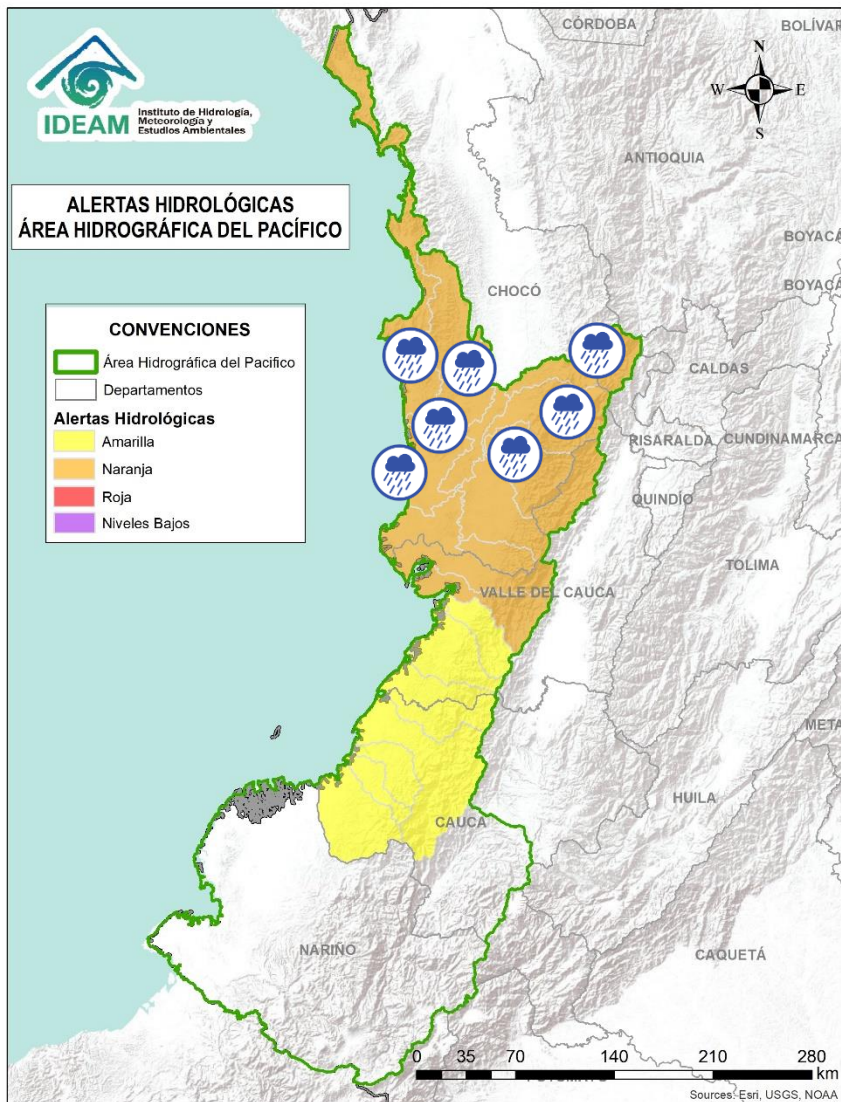 IDEAM
Instituto de Hidrología,
Meteorología y
Estudios Ambientales
ALERTAS HIDROLÓGICAS
ÁREA HIDROGRÁFICA DEL PACÍFICO
CONVENCIONES
Área Hidrográfica del Pacifico
Departamentos
Alertas Hidrológicas
Amarilla
Naranja
Roja
Niveles Bajos
N
W
E
S
CÓRDOBA
BOLÍVAR
ANTIOQUIA
BOYACÁ
CHOCÓ
BOYACÁ
CALDAS
RISARALDA
CUNDINAMARCA
QUINDÍO
TOLIMA
VALLE DEL CAUCA
META
HUILA
CAUCA
NARIÑO
CAQUETÁ
0 35 70 140 210 280
km
Sources: Esri, USGS, NOAA